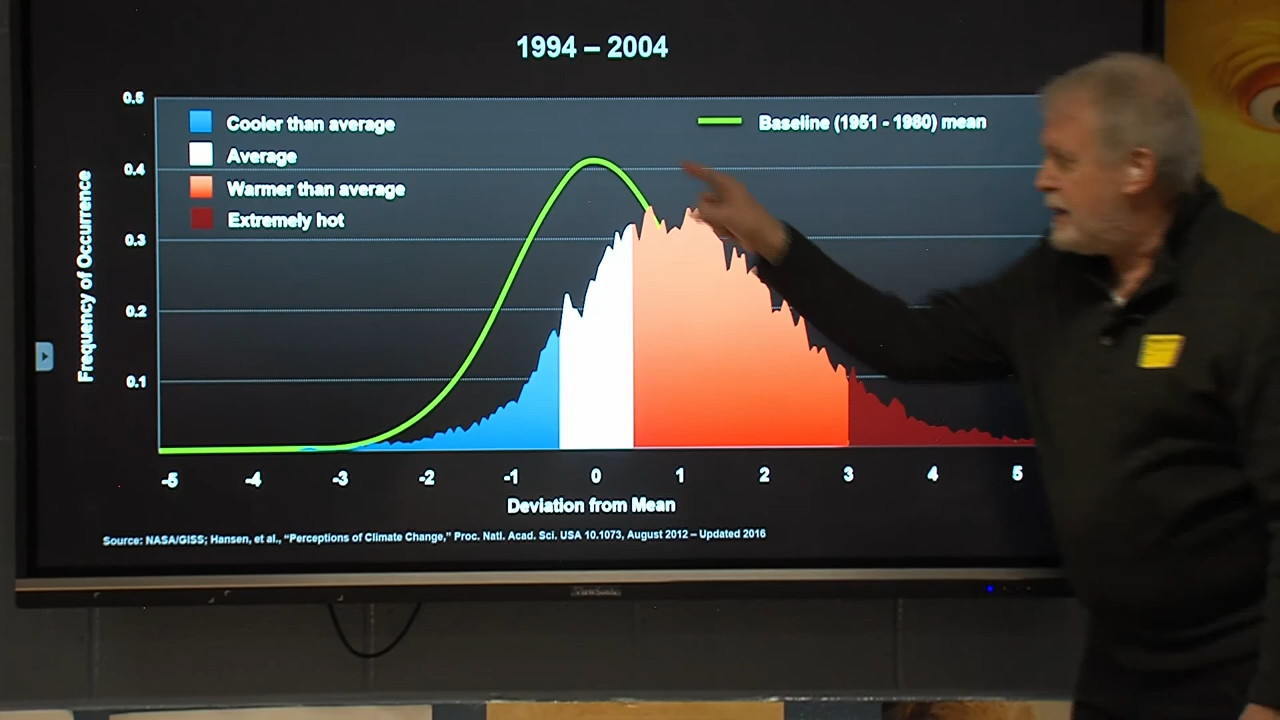 1994 – 2004
0.5
Cooler than average
Baseline (1951 - 1980) mean
Average
0.4
Warmer than average
Extremely hot
0.3
0.2
0.1
Frequency of Occurrence
-5 -4 -3 -2 -1 0 1 2 3 4 5
Deviation from Mean
Source: NASA/GISS; Hansen, et al., “Perceptions of Climate Change,” Proc. Natl. Acad. Sci. USA 10.1073, August 2012 – Updated 2016
ViewSonic